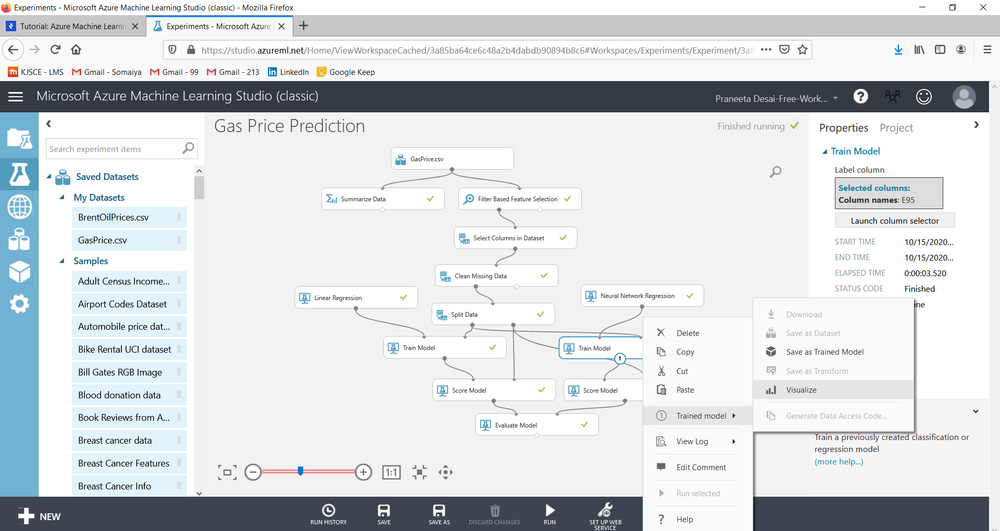 Experiments - Microsoft Azure Machine Learning Studio (classic) - Mozilla Firefox
Tutorial: Azure Machine Learnin
Experiments - Microsoft Azure
https://studio.azureml.net/Home/ViewWorkspaceCached/3a85ba64ce6c48a2b4dabdb90894b8c6#Workspaces/Experiments/Experiment/3a8
KJSCE - LMS
Gmail - Somaiya
Gmail - 99
Gmail - 213
LinkedIn
Google Keep
Microsoft Azure Machine Learning Studio (classic)
Praneeta Desai-Free-Work...
Search experiment items
Saved Datasets
My Datasets
BrentOilPrices.csv
GasPrice.csv
Samples
Adult Census Income...
Airport Codes Dataset
Automobile price dat...
Bike Rental UCI dataset
Bill Gates RGB Image
Blood donation data
Book Reviews from A...
Breast cancer data
Breast Cancer Features
Breast Cancer Info
Gas Price Prediction
Finished running
GasPrice.csv
Summarize Data
Filter Based Feature Selection
Select Columns in Dataset
Clean Missing Data
Linear Regression
Neural Network Regression
Split Data
Train Model
Train Model
1
Score Model
Score Model
Evaluate Model
1:1
Delete
Copy
Cut
Paste
1 Trained model
View Log
Edit Comment
Run selected
? Help
Download
Save as Dataset
Save as Trained Model
Save as Transform
Visualize
Generate Data Access Code...
Properties Project
Train Model
Label column
Selected columns:
Column names: E95
Launch column selector
START TIME 10/15/2020...
END TIME 10/15/2020...
ELAPSED TIME 0:00:03.520
STATUS CODE Finished
one
Train a previously created classification or
regression model
(more help...)
NEW
RUN HISTORY
SAVE
SAVE AS
DISCARD CHANGES
RUN
SET UP WEB
SERVICE